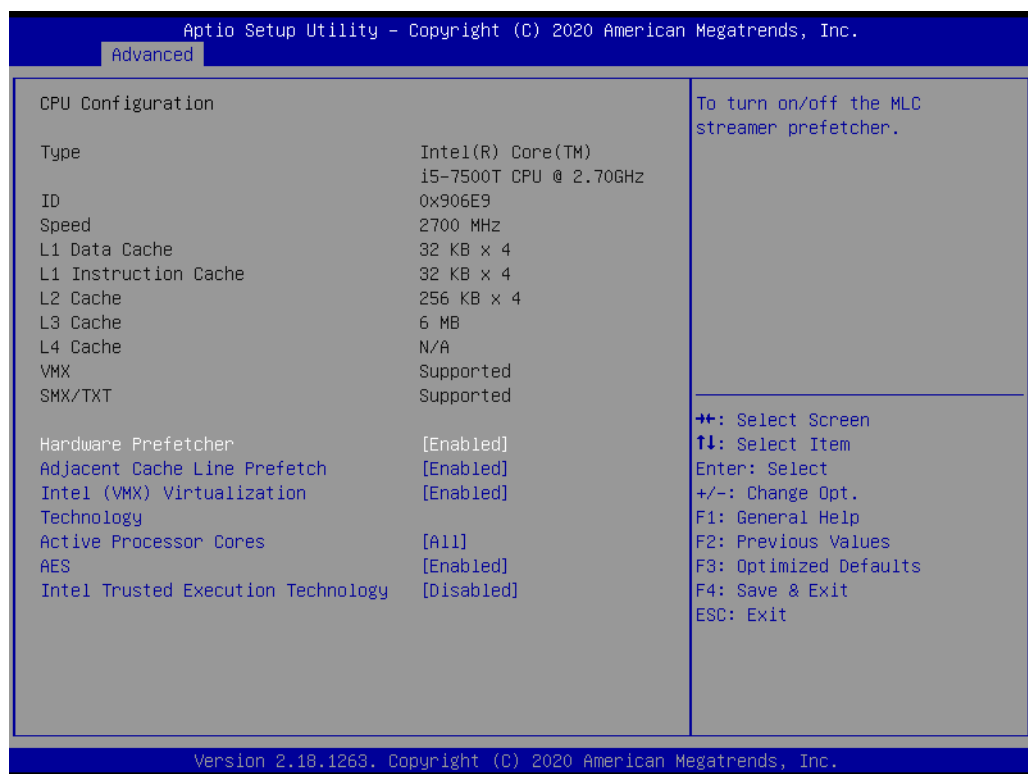 Aptio Setup Utility – Copyright (C) 2020 American Megatrends, Inc.
Advanced
CPU Configuration
Type Intel(R) Core(TM)
i5-7500T CPU @ 2.70GHz
ID 0x906E9
Speed 2700 MHz
L1 Data Cache 32 KB x 4
L1 Instruction Cache 32 KB x 4
L2 Cache 256 KB x 4
L3 Cache 6 MB
L4 Cache N/A
VMX Supported
SMX/TXT Supported
Hardware Prefetcher [Enabled]
Adjacent Cache Line Prefetch [Enabled]
Intel (VMX) Virtualization [Enabled]
Technology
Active Processor Cores [All]
AES [Enabled]
Intel Trusted Execution Technology [Disabled]
To turn on/off the MLC
streamer prefetcher.
→←: Select Screen
↑↓: Select Item
Enter: Select
+/-: Change Opt.
F1: General Help
F2: Previous Values
F3: Optimized Defaults
F4: Save & Exit
ESC: Exit
Version 2.18.1263. Copyright (C) 2020 American Megatrends, Inc.